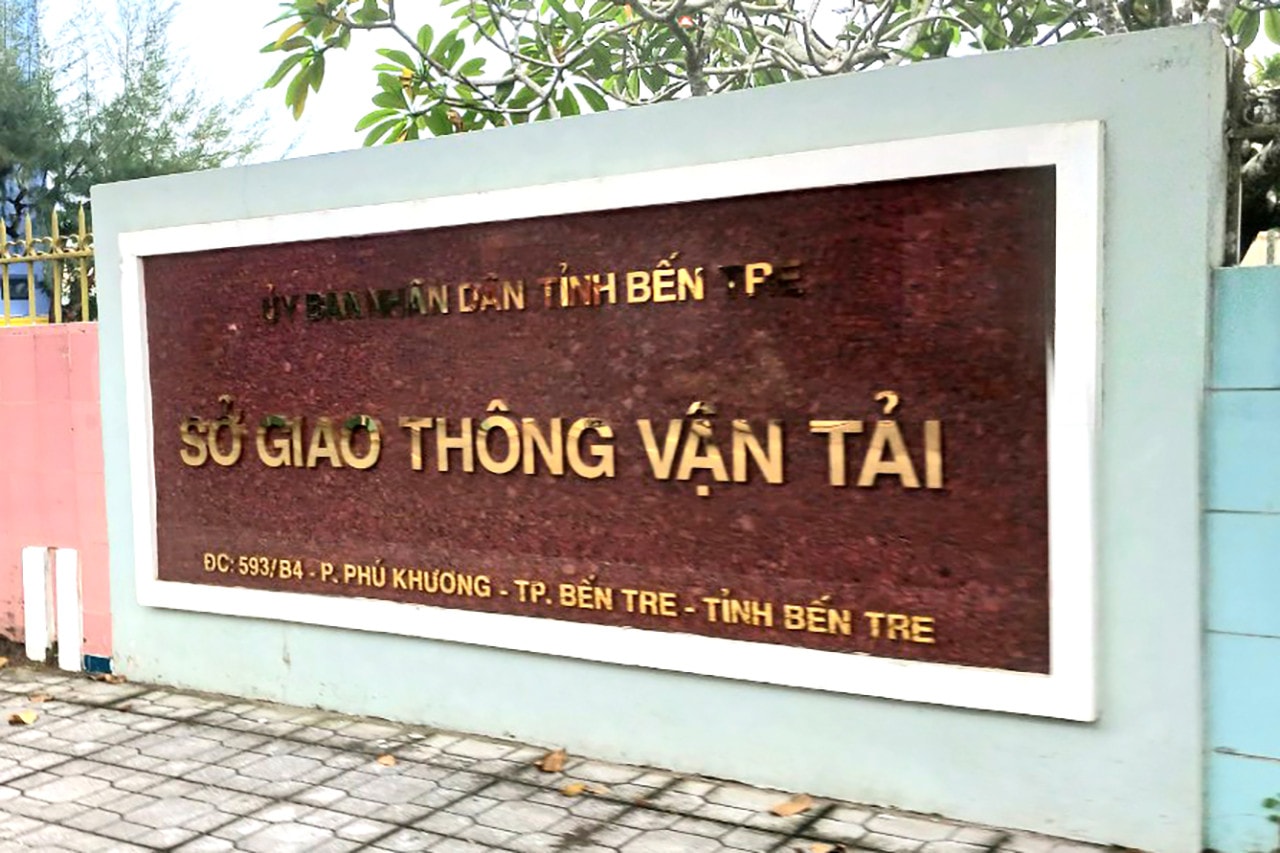 ỦY BAN NHÂN DÂN TỈNH BẾN TRE
SỞ GIAO THÔNG VẬN TẢI
ĐC: 593/B4 - P. PHÚ KHƯƠNG - TP. BẾN TRE - TỈNH BẾN TRE